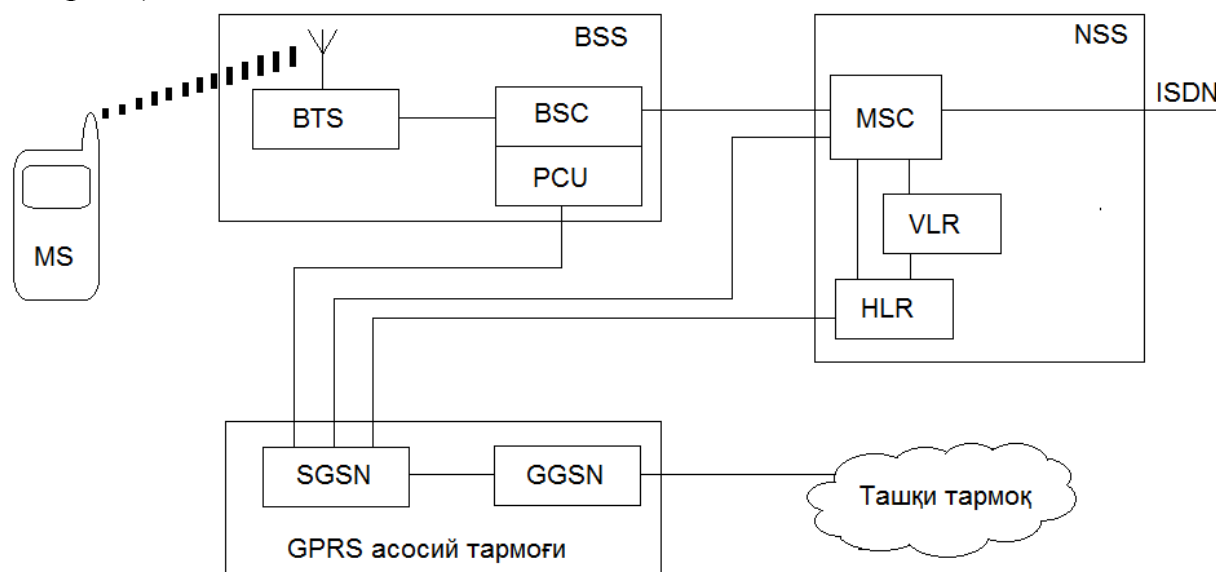 BSS
NSS
BTS
BSC
MSC
ISDN
PCU
VLR
MS
HLR
SGSN
GGSN
Ташқи тармоқ
GPRS асосий тармоғи